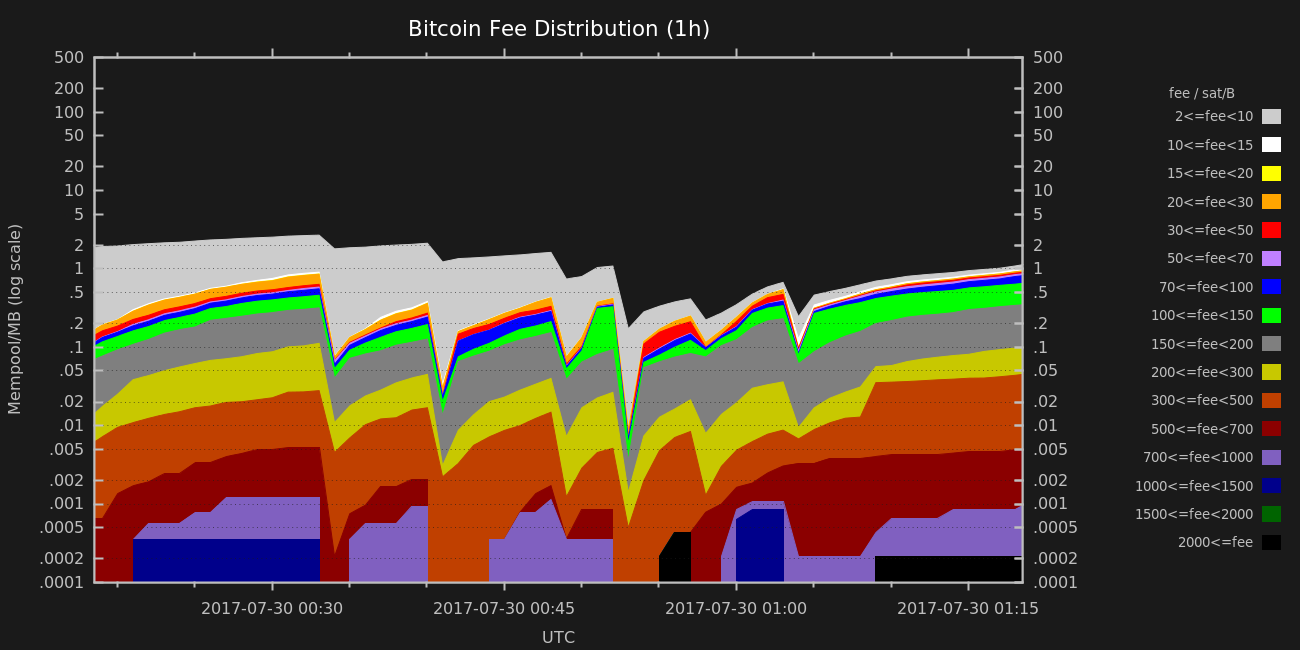 Bitcoin Fee Distribution (1h)
Mempool/MB (log scale)
500
200
100
50
20
10
5
2
1
.5
.2
.1
.05
.02
.01
.005
.002
.001
.0005
.0002
.0001
500
200
100
50
20
10
5
2
1
.5
.2
.1
.05
.02
.01
.005
.002
.001
.0005
.0002
.0001
2017-07-30 00:30
2017-07-30 00:45
2017-07-30 01:00
2017-07-30 01:15
UTC
fee / sat/B
2<=fee<10
10<=fee<15
15<=fee<20
20<=fee<30
30<=fee<50
50<=fee<70
70<=fee<100
100<=fee<150
150<=fee<200
200<=fee<300
300<=fee<500
500<=fee<700
700<=fee<1000
1000<=fee<1500
1500<=fee<2000
2000<=fee